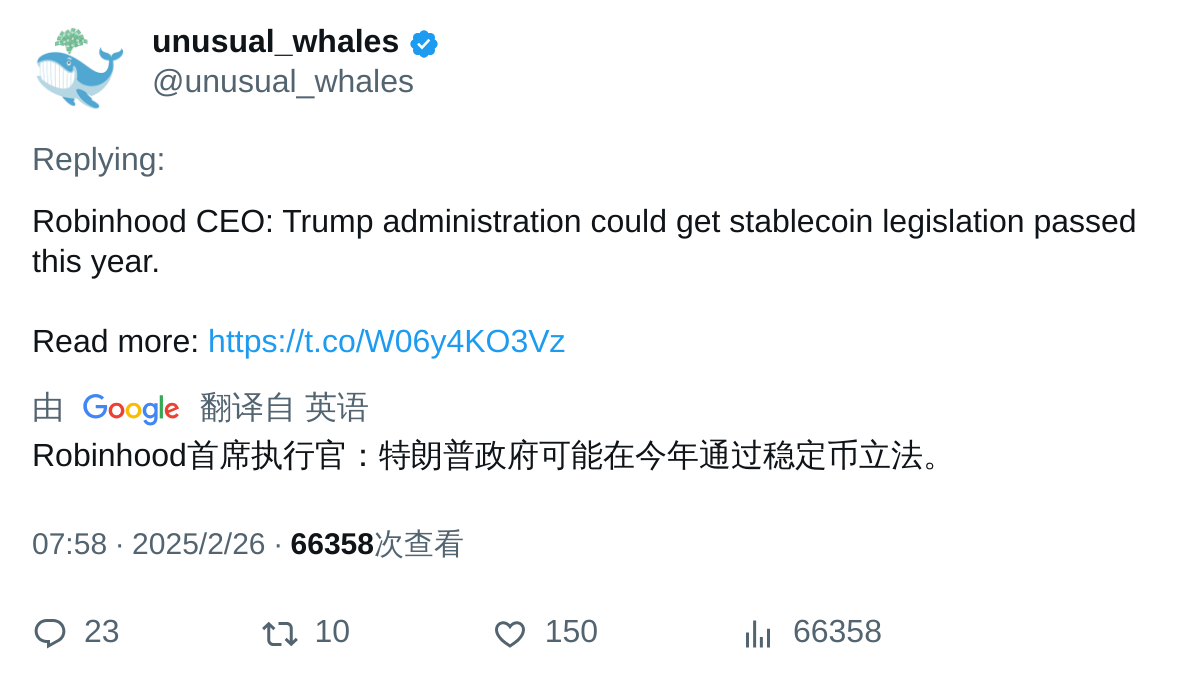 unusual_whales
@unusual_whales
Replying:
Robinhood CEO: Trump administration could get stablecoin legislation passed
this year.
Read more: https://t.co/W06y4KO3Vz
由 Google 翻译自 英语
Robinhood首席执行官：特朗普政府可能在今年通过稳定币立法。
07:58 · 2025/2/26 · 66358次查看
23 10 150 66358